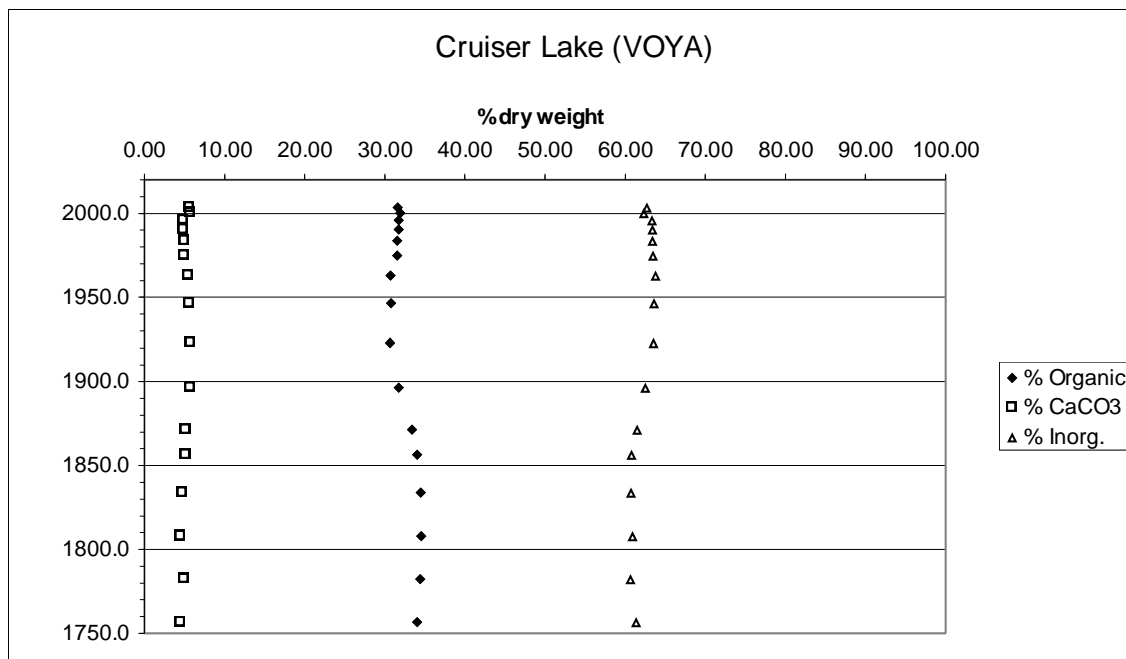 Cruiser Lake (VOYA)
% dry weight
0.00 10.00 20.00 30.00 40.00 50.00 60.00 70.00 80.00 90.00 100.00
2000.0
1950.0
1900.0
1850.0
1800.0
1750.0
% Organic
% CaCO3
% Inorg.